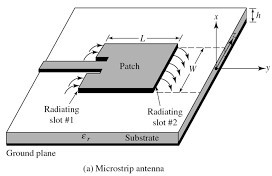 x
h
L
Patch
W
y
Radiating
slot #1
Radiating
slot #2
εr
Substrate
Ground plane
(a) Microstrip antenna